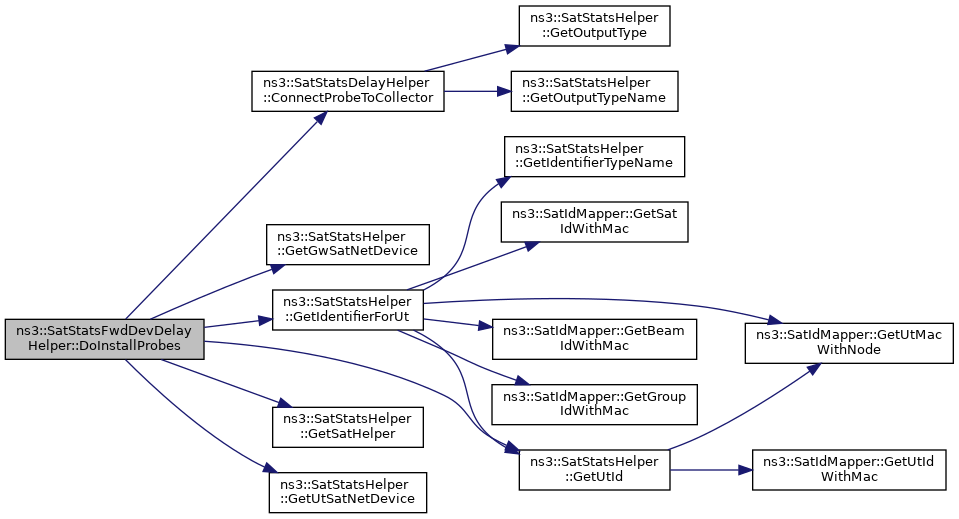 ns3::SatStatsHelper
::GetOutputType
ns3::SatStatsDelayHelper
::ConnectProbeToCollector
ns3::SatStatsHelper
::GetOutputTypeName
ns3::SatStatsHelper
::GetIdentifierTypeName
ns3::SatIdMapper::GetSat
IdWithMac
ns3::SatStatsHelper
::GetGwSatNetDevice
ns3::SatStatsHelper
::GetIdentifierForUt
ns3::SatStatsFwdDevDelay
Helper::DoInstallProbes
ns3::SatIdMapper::GetBeam
IdWithMac
ns3::SatIdMapper::GetUtMac
WithNode
ns3::SatIdMapper::GetGroup
IdWithMac
ns3::SatStatsHelper
::GetSatHelper
ns3::SatStatsHelper
::GetUtId
ns3::SatIdMapper::GetUtId
WithMac
ns3::SatStatsHelper
::GetUtSatNetDevice